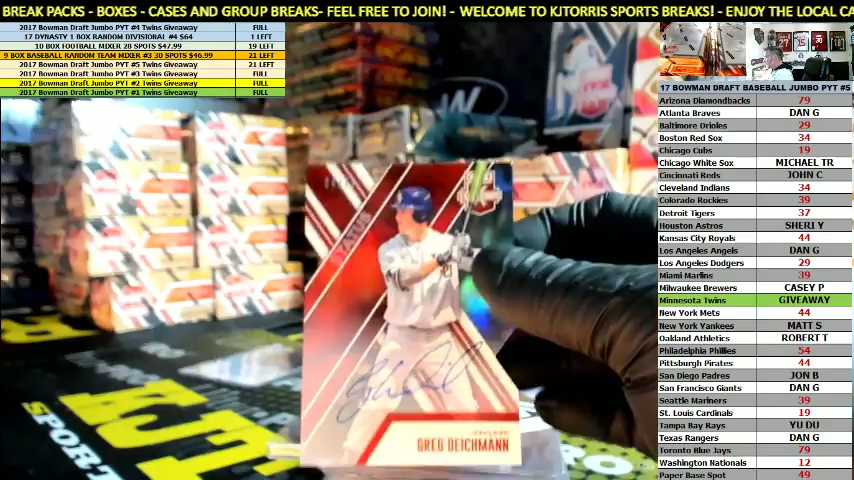 BREAK PACKS - BOXES - CASES AND GROUP BREAKS- FEEL FREE TO JOIN! - WELCOME TO KJTORRIS SPORTS BREAKS! - ENJOY THE LOCAL CA
2017 Bowman Draft Jumbo PYT #4 Twins Giveaway FULL
17 DYNASTY 1 BOX RANDOM DIVISIONAL #4 $64 1 LEFT
10 BOX FOOTBALL MIXER 28 SPOTS $47.99 19 LEFT
9 BOX BASEBALL RANDOM TEAM MIXER #3 30 SPOTS $46.99 21 LEFT
2017 Bowman Draft Jumbo PYT #5 Twins Giveaway 21 LEFT
2017 Bowman Draft Jumbo PYT #3 Twins Giveaway FULL
2017 Bowman Draft Jumbo PYT #2 Twins Giveaway FULL
2017 Bowman Draft Jumbo PYT #1 Twins Giveaway FULL
17 BOWMAN DRAFT BASEBALL JUMBO PYT #5
Arizona Diamondbacks 79
Atlanta Braves DAN G
Baltimore Orioles 29
Boston Red Sox 34
Chicago Cubs 19
Chicago White Sox MICHAEL TR
Cincinnati Reds JOHN C
Cleveland Indians 34
Colorado Rockies 39
Detroit Tigers 37
Houston Astros SHERI Y
Kansas City Royals 44
Los Angeles Angels DAN G
Los Angeles Dodgers 29
Miami Marlins 39
Milwaukee Brewers CASEY P
Minnesota Twins GIVEAWAY
New York Mets 44
New York Yankees MATT S
Oakland Athletics ROBERT T
Philadelphia Phillies 54
Pittsburgh Pirates 44
San Diego Padres JON B
San Francisco Giants DAN G
Seattle Mariners 39
St. Louis Cardinals 19
Tampa Bay Rays YU DU
Texas Rangers DAN G
Toronto Blue Jays 79
Washington Nationals 12
Paper Base Spot 49
STATUS
OAKLAND
GREG DEICHMANN
KJT
SPORT
RO